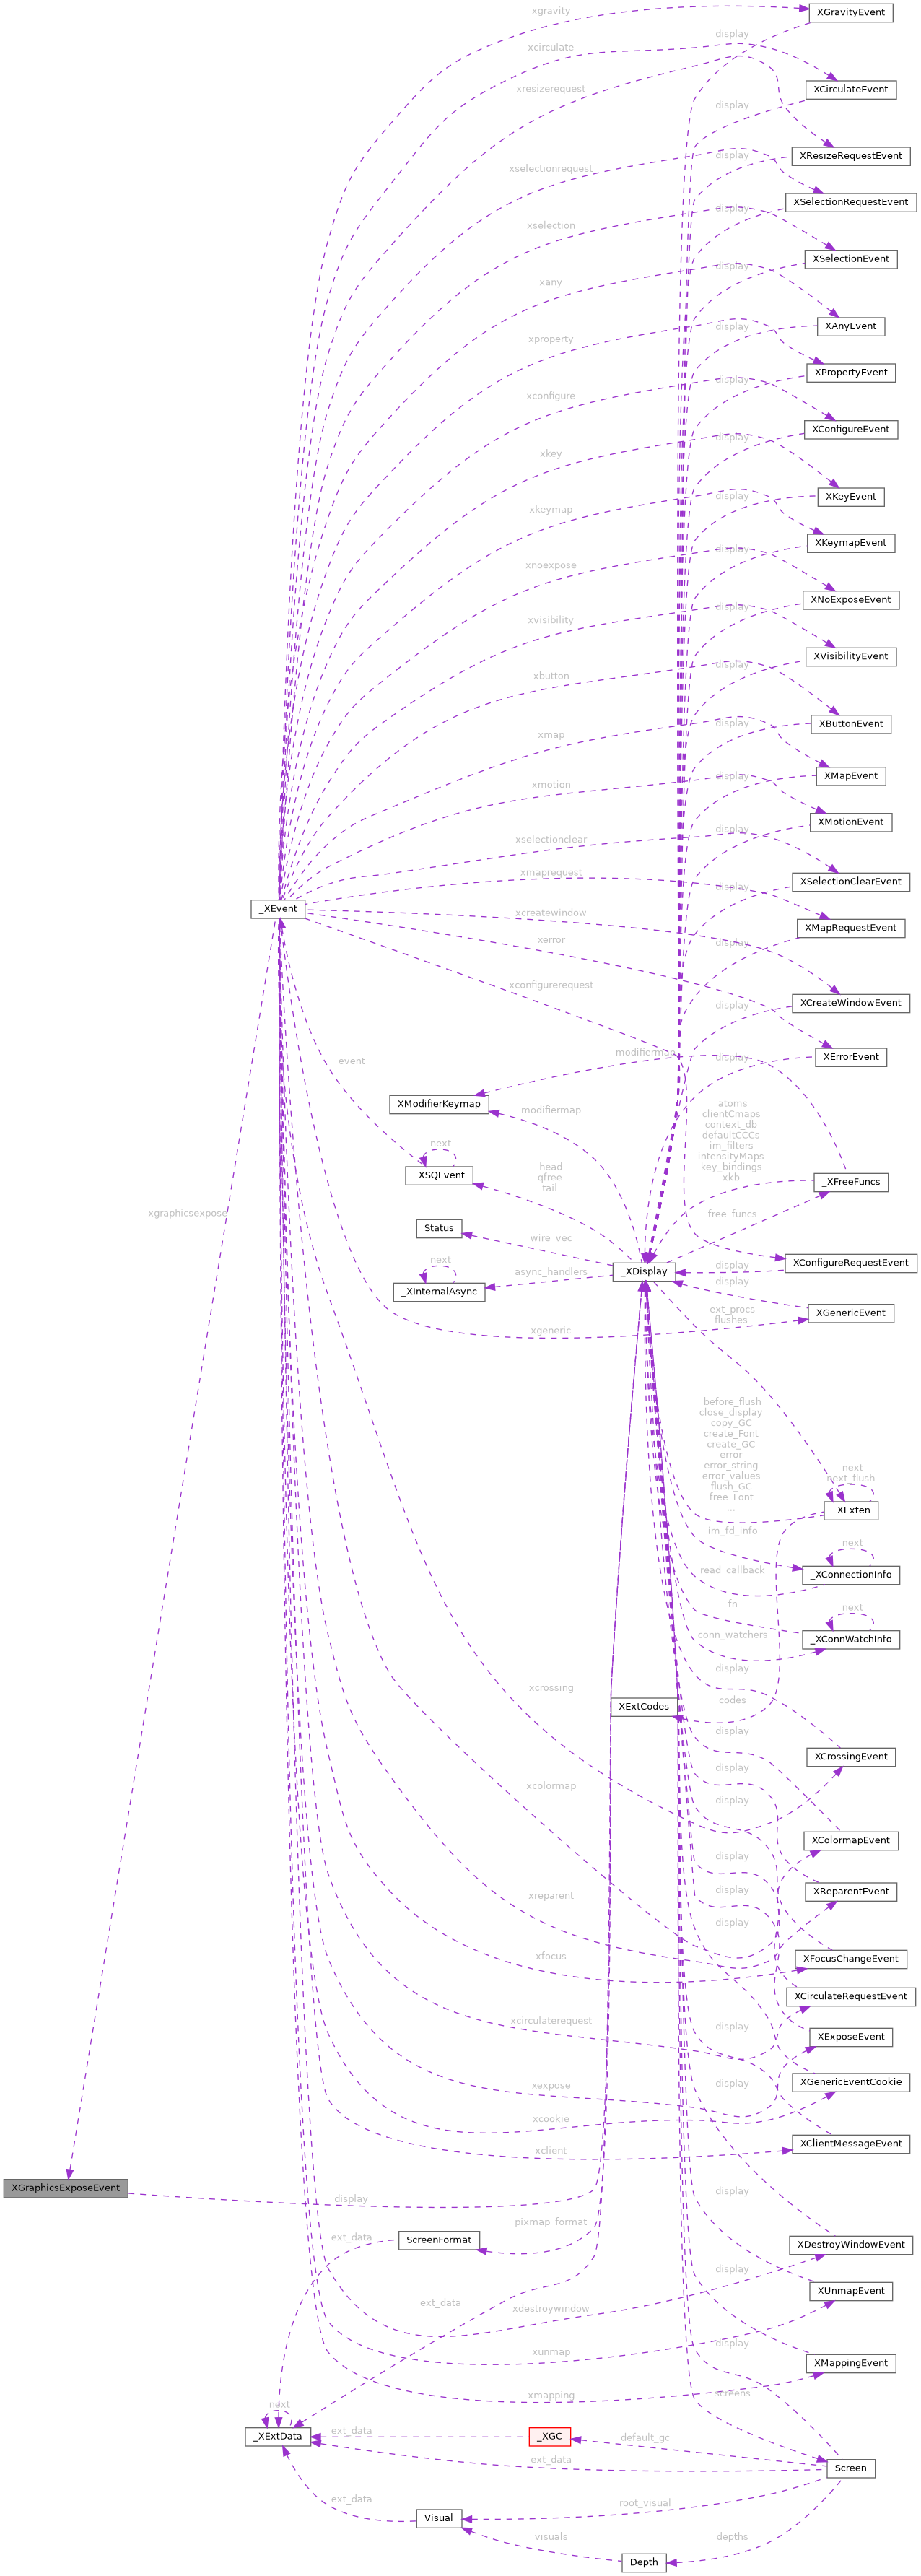 xgravity
XGravityEvent
display
xcirculate
XCirculateEvent
xresizerequest
display
XResizeRequestEvent
display
xselectionrequest
XSelectionRequestEvent
display
xselection
XSelectionEvent
display
xany
XAnyEvent
display
xproperty
XPropertyEvent
display
xconfigure
XConfigureEvent
display
xkey
XKeyEvent
display
xkeymap
XKeymapEvent
display
xnoexpose
XNoExposeEvent
display
xvisibility
XVisibilityEvent
display
xbutton
XButtonEvent
display
xmap
XMapEvent
display
xmotion
XMotionEvent
display
xselectionclear
XSelectionClearEvent
xmaprequest
display
_XEvent
XMapRequestEvent
xcreatewindow
display
xerror
XCreateWindowEvent
xconfigurerequest
display
XErrorEvent
modifiermap
display
event
XModifierKeymap
modifiermap
atoms
clientCmaps
context_db
defaultCCCs
im_filters
intensityMaps
key_bindings
xkb
next
_XSQEvent
head
qfree
tail
_XFreeFuncs
xgraphicsexpose
free_funcs
Status
wire_vec
next
async_handlers
_XDisplay
display
XConfigureRequestEvent
display
_XInternalAsync
XGenericEvent
ext_procs
flushes
xgeneric
before_flush
close_display
copy_GC
create_Font
create_GC
error
error_string
error_values
flush_GC
free_Font
...
next
next_flush
_XExten
im_fd_info
next
read_callback
_XConnectionInfo
fn
next
conn_watchers
_XConnWatchInfo
display
xcrossing
XExtCodes
codes
display
XCrossingEvent
display
xcolormap
display
XColormapEvent
display
xreparent
display
XReparentEvent
display
xfocus
XFocusChangeEvent
XCirculateRequestEvent
xcirculaterequest
display
XExposeEvent
xexpose
display
XGenericEventCookie
xcookie
xclient
XClientMessageEvent
XGraphicsExposeEvent
display
display
pixmap_format
ext_data
ScreenFormat
XDestroyWindowEvent
display
XUnmapEvent
ext_data
xdestroywindow
display
xunmap
XMappingEvent
xmapping
screens
next
_XExtData
ext_data
_XGC
default_gc
ext_data
Screen
ext_data
Visual
root_visual
visuals
depths
Depth